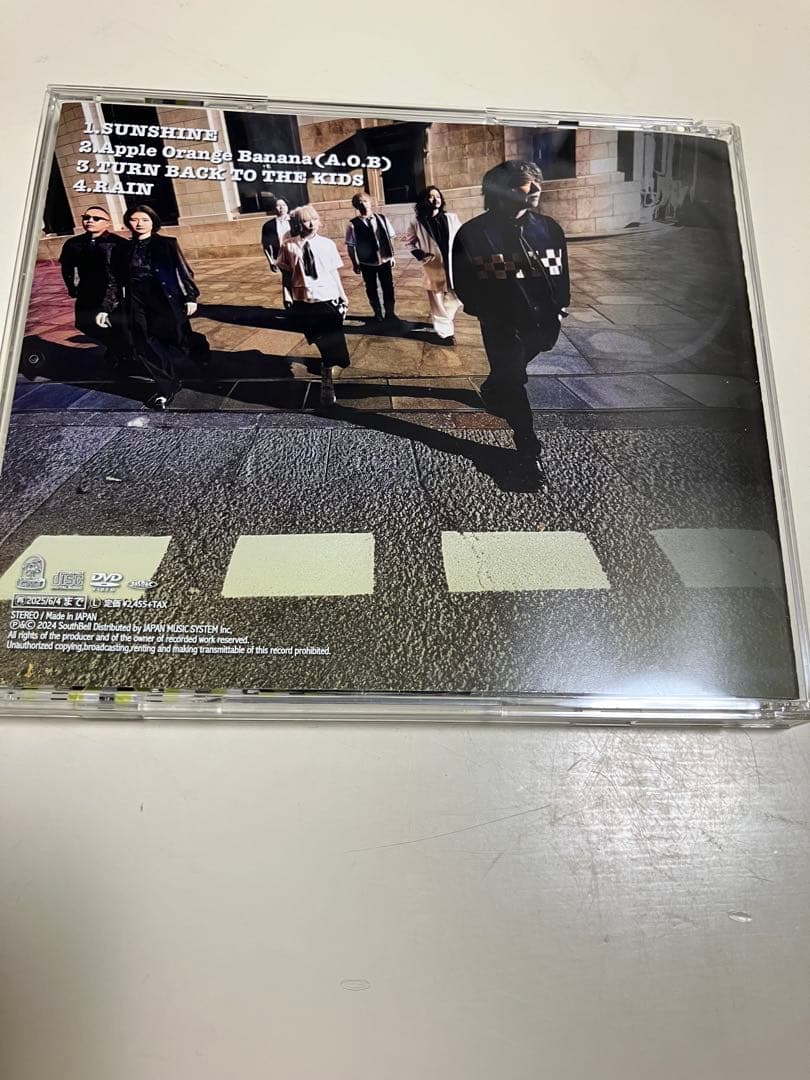 1.SUNSHINE
2.Apple Orange Banana(A.O.B)
3.TURN BACK TO THE KIDS
4.RAIN
DISC
DVD
再 2025/6/4 まで Ⓛ 定価 ¥2,455+TAX
STEREO / Made in JAPAN
Ⓟ&Ⓒ 2024 SouthBell Distributed by JAPAN MUSIC SYSTEM Inc,
All rights of the producer and of the owner of recorded work reserved.
Unauthorized copying,broadcasting,renting and making transmittable of this record prohibited.